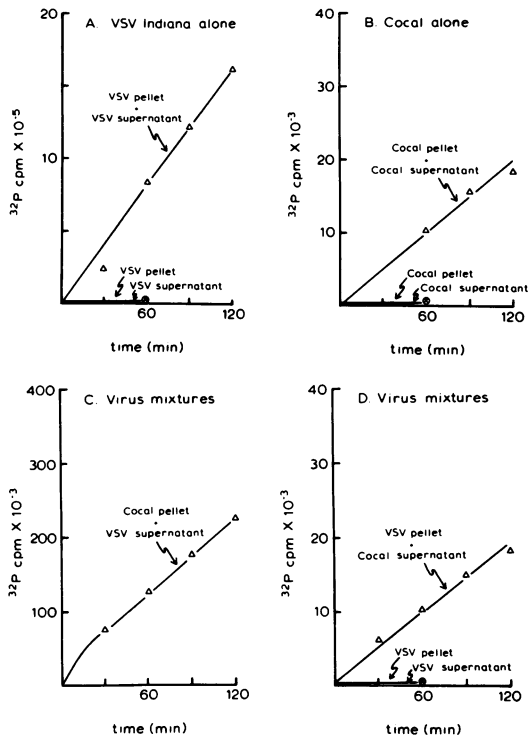 A. VSV Indiana alone
20
10
³²P cpm X 10⁻⁵
VSV pellet
+
VSV supernatant
VSV pellet
VSV supernatant
60
120
time (min)
B. Cocal alone
40
30
20
10
³²P cpm X 10⁻³
Cocal pellet
+
Cocal supernatant
Cocal pellet
Cocal supernatant
60
120
time (min)
C. Virus mixtures
400
300
200
100
³²P cpm X 10⁻³
Cocal pellet
+
VSV supernatant
60
120
time (min)
D. Virus mixtures
40
30
20
10
³²P cpm X 10⁻³
VSV pellet
+
Cocal supernatant
VSV pellet
VSV supernatant
60
120
time (min)